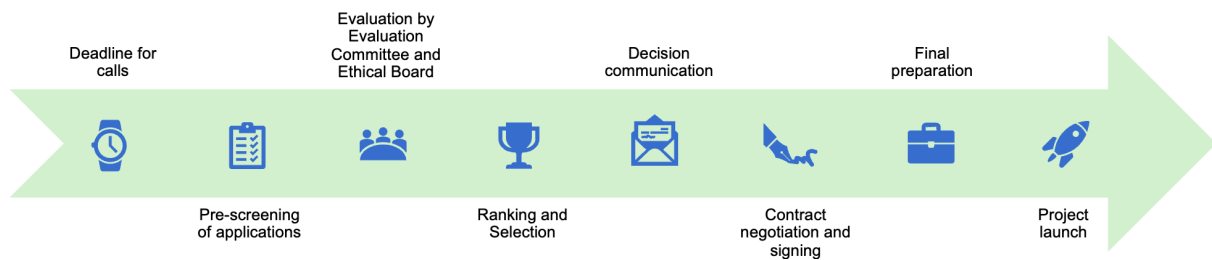 Deadline for
calls
Pre-screening
of applications
Evaluation by
Evaluation
Committee and
Ethical Board
Ranking and
Selection
Decision
communication
Contract
negotiation and
signing
Final
preparation
Project
launch